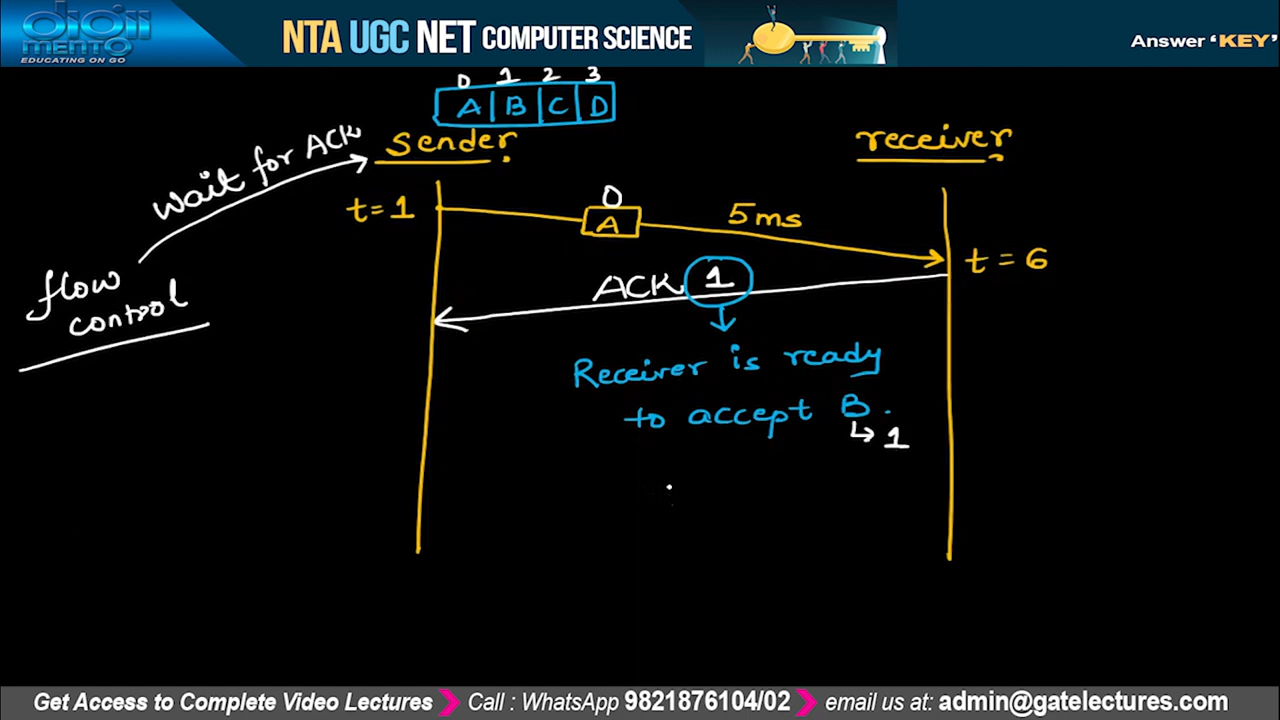 didji
MENTO
EDUCATING ON GO
NTA UGC NET COMPUTER SCIENCE
Answer 'KEY'
0 1 2 3
A B C D
Sender
receiver
wait for ACK
flow control
t=1
0
A
5ms
t = 6
ACK 1
Receiver is ready
to accept B.
↳ 1
Get Access to Complete Video Lectures
Call : WhatsApp 9821876104/02
email us at: admin@gatelectures.com